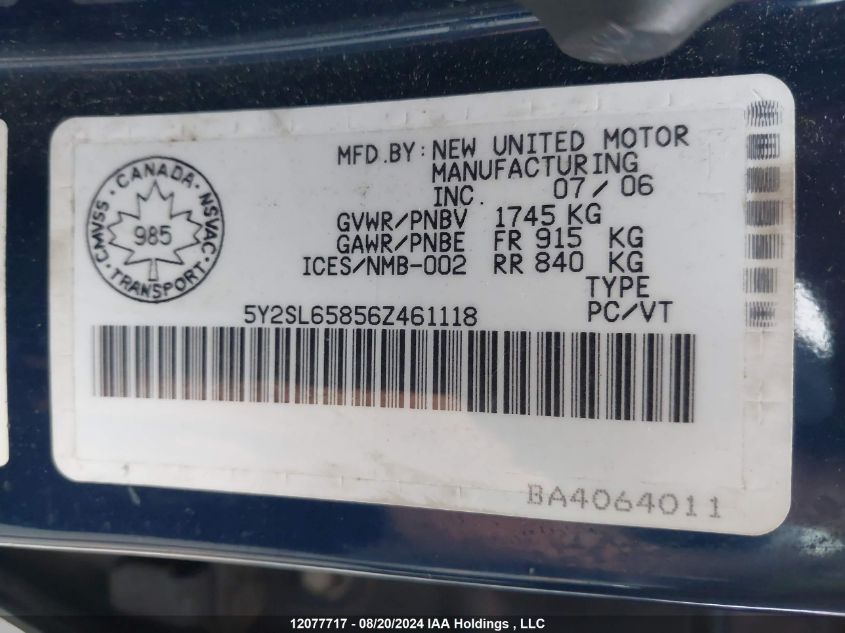 MFD.BY: NEW UNITED MOTOR
MANUFACTURING
INC. 07/06
GVWR/PNBV 1745 KG
GAWR/PNBE FR 915 KG
ICES/NMB-002 RR 840 KG
TYPE
5Y2SL65856Z461118 PC/VT
CMVSS · CANADA · NSVAC
985
TRANSPORT
BA4064011
12077717 - 08/20/2024 IAA Holdings , LLC